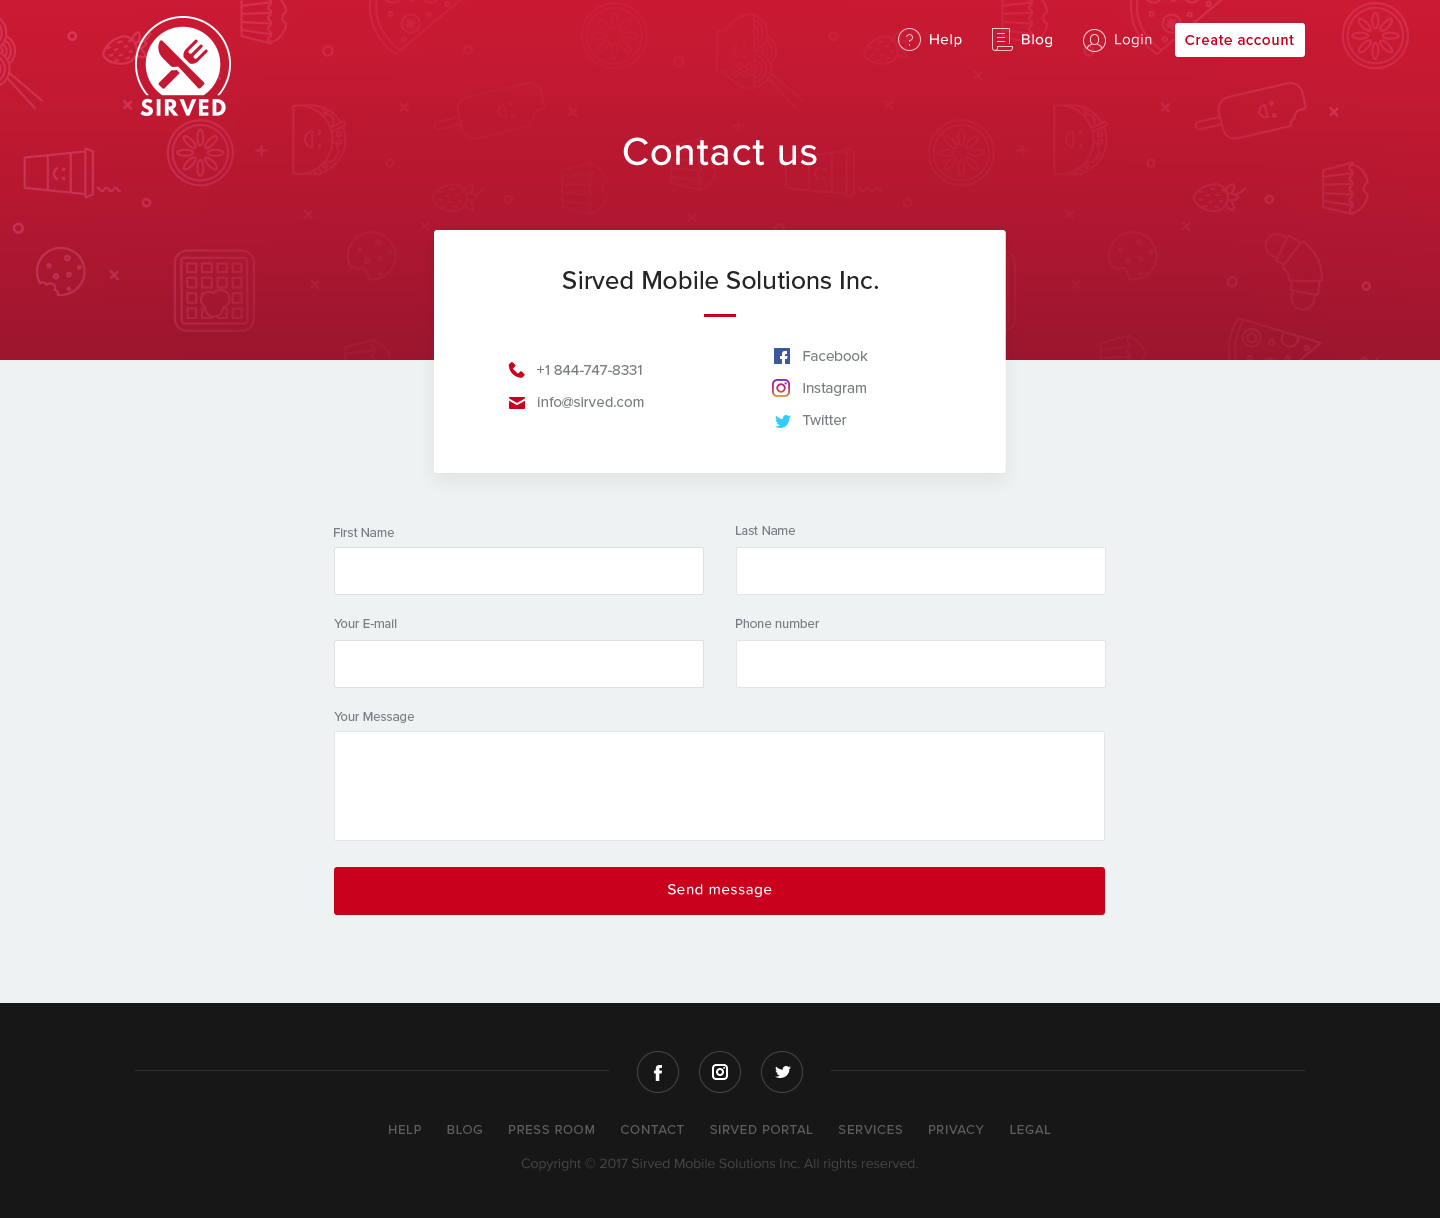 SIRVED
Help
Blog
Login
Create account
Contact us
Sirved Mobile Solutions Inc.
+1 844-747-8331
info@sirved.com
Facebook
Instagram
Twitter
First Name
Last Name
Your E-mail
Phone number
Your Message
Send message
HELP BLOG PRESS ROOM CONTACT SIRVED PORTAL SERVICES PRIVACY LEGAL
Copyright © 2017 Sirved Mobile Solutions Inc. All rights reserved.